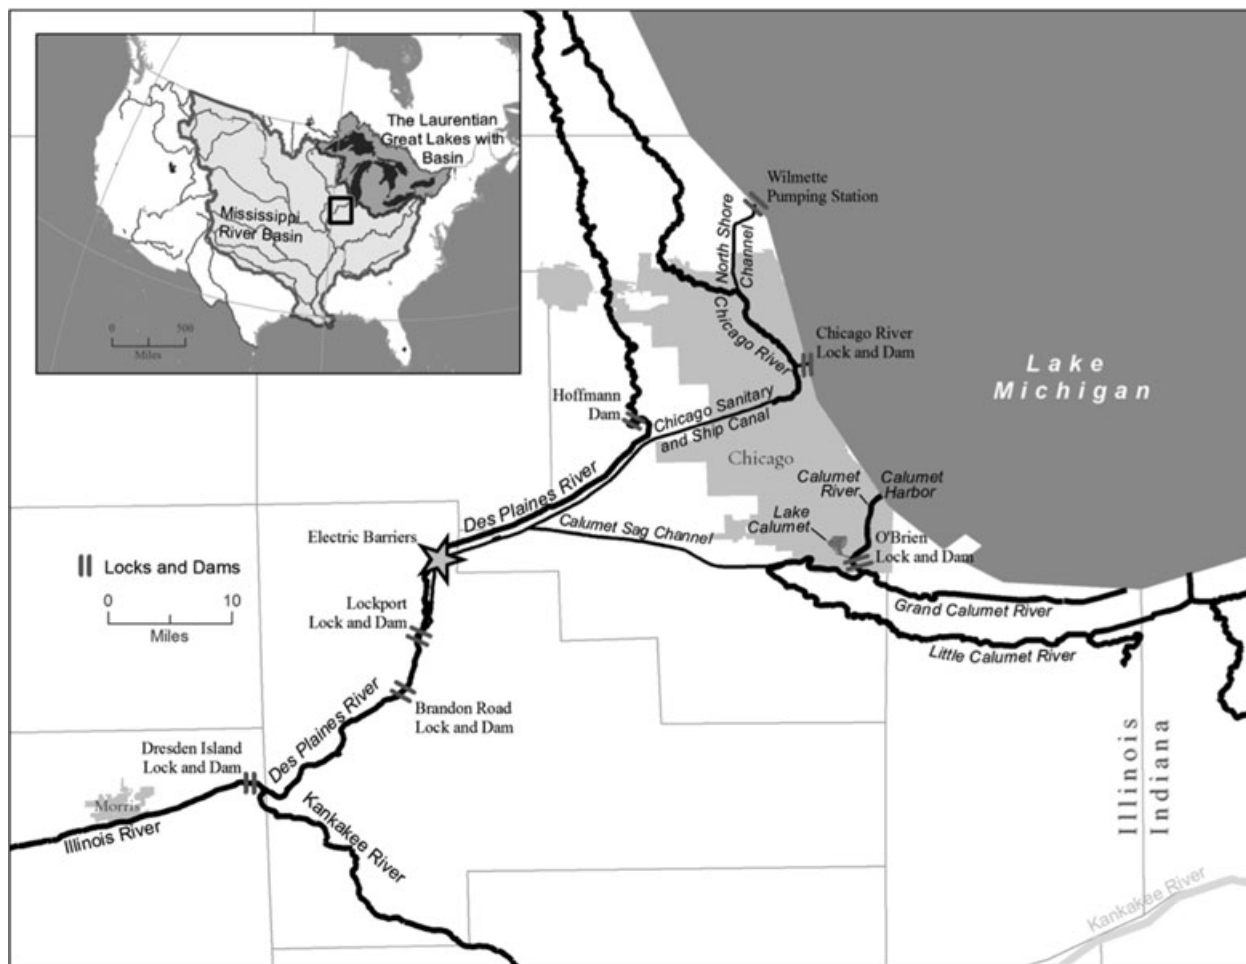 The Laurentian
Great Lakes with
Basin
Mississippi
River Basin
0 500
Miles
Wilmette
Pumping Station
North Shore
Channel
Chicago River
Chicago River
Lock and Dam
Lake
Michigan
Hoffmann
Dam
Chicago Sanitary
and Ship Canal
Chicago
Des Plaines River
Calumet
River
Calumet
Harbor
Lake
Calumet
O'Brien
Lock and Dam
Calumet Sag Channel
Electric Barriers
Locks and Dams
0 10
Miles
Lockport
Lock and Dam
Grand Calumet River
Little Calumet River
Brandon Road
Lock and Dam
Des Plaines River
Dresden Island
Lock and Dam
Morris
Illinois River
Kankakee River
Illinois
Indiana
Kankakee River